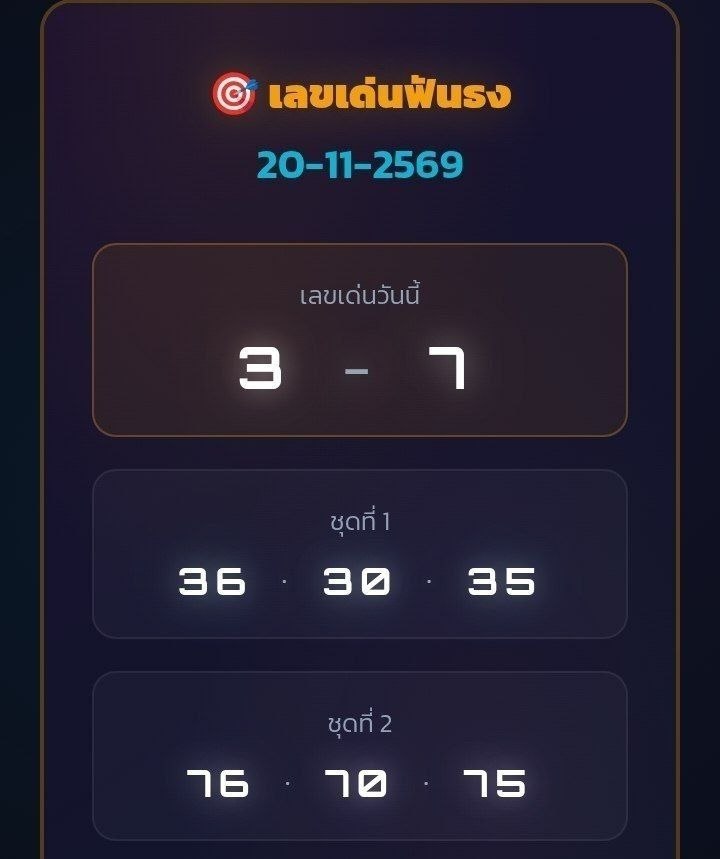 🎯 เลขเด่นฟันธง
20-11-2569
เลขเด่นวันนี้
3 - 7
ชุดที่ 1
36 · 30 · 35
ชุดที่ 2
76 · 70 · 75